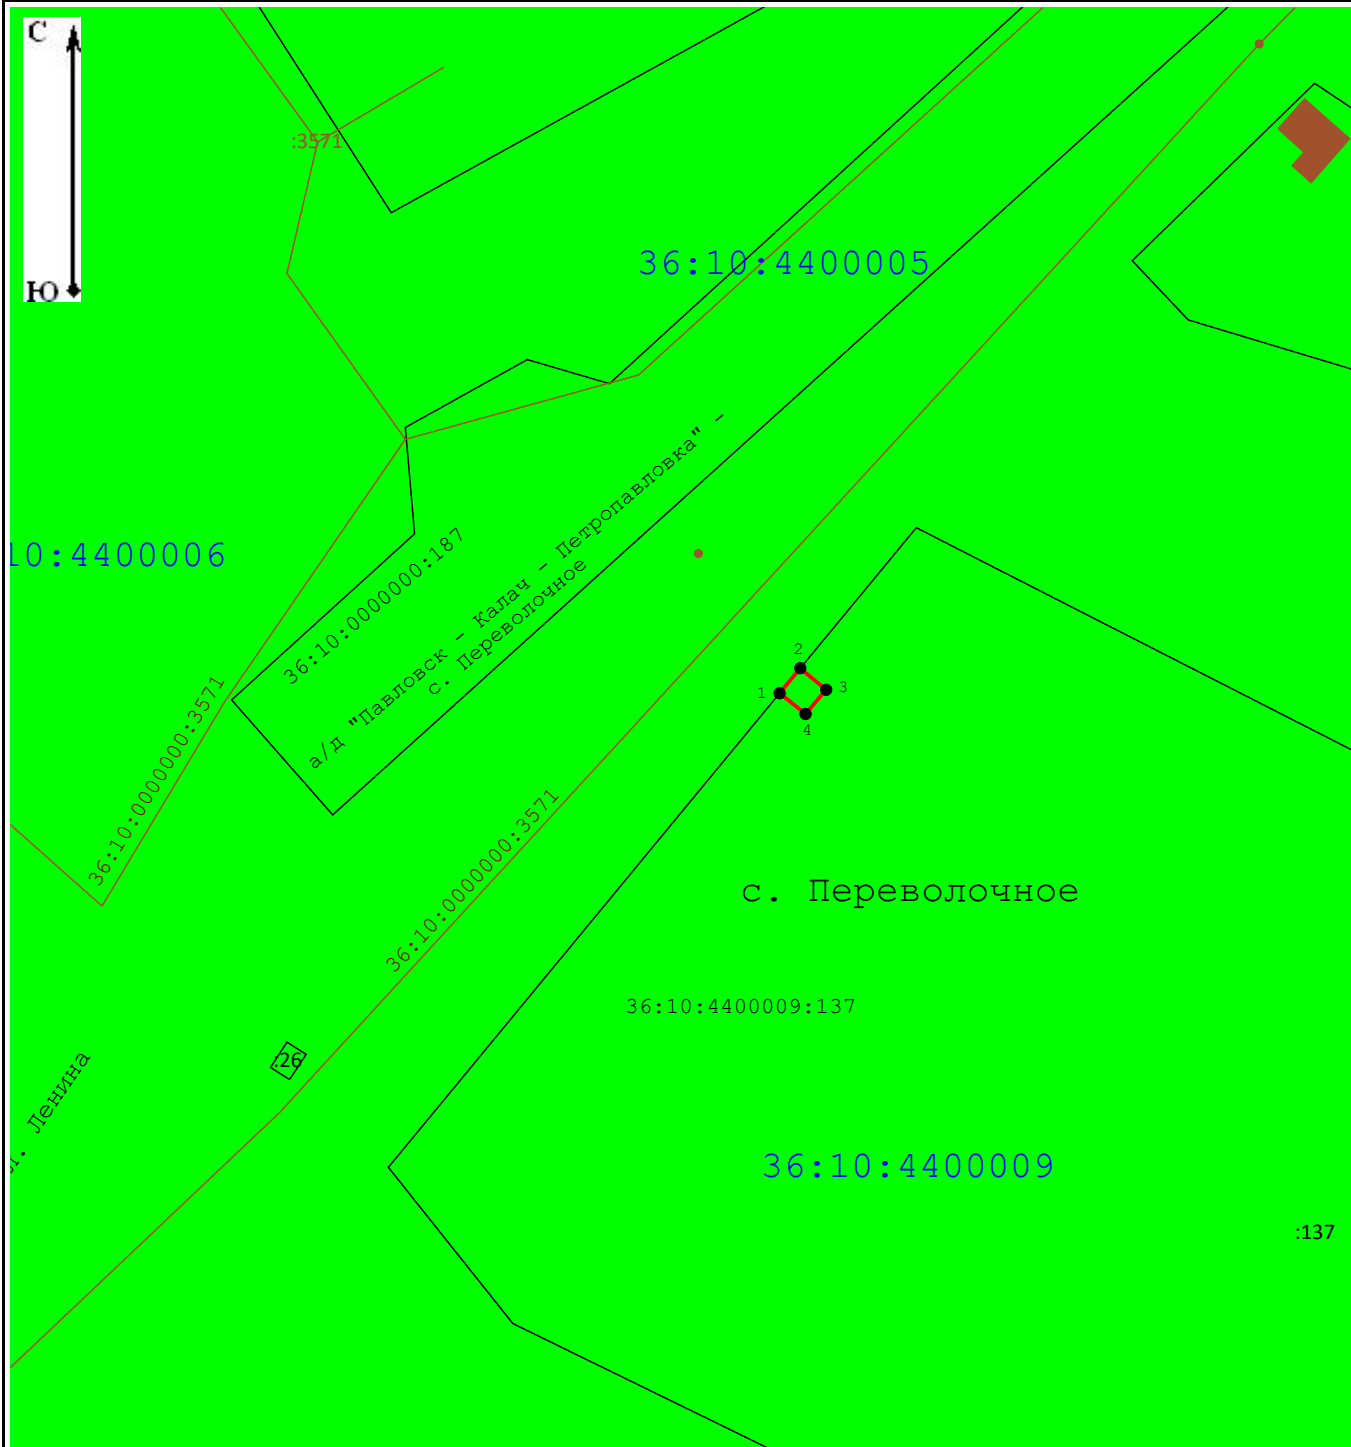 С
:3571
36:10:4400005
Ю
а/д "Павловск - Калач - Петропавловка" -
с. Переволочное
36:10:0000000:187
10:4400006
2
1
3
4
36:10:0000000:3571
36:10:0000000:3571
с. Переволочное
36:10:4400009:137
:26
Ленина
36:10:4400009
:137